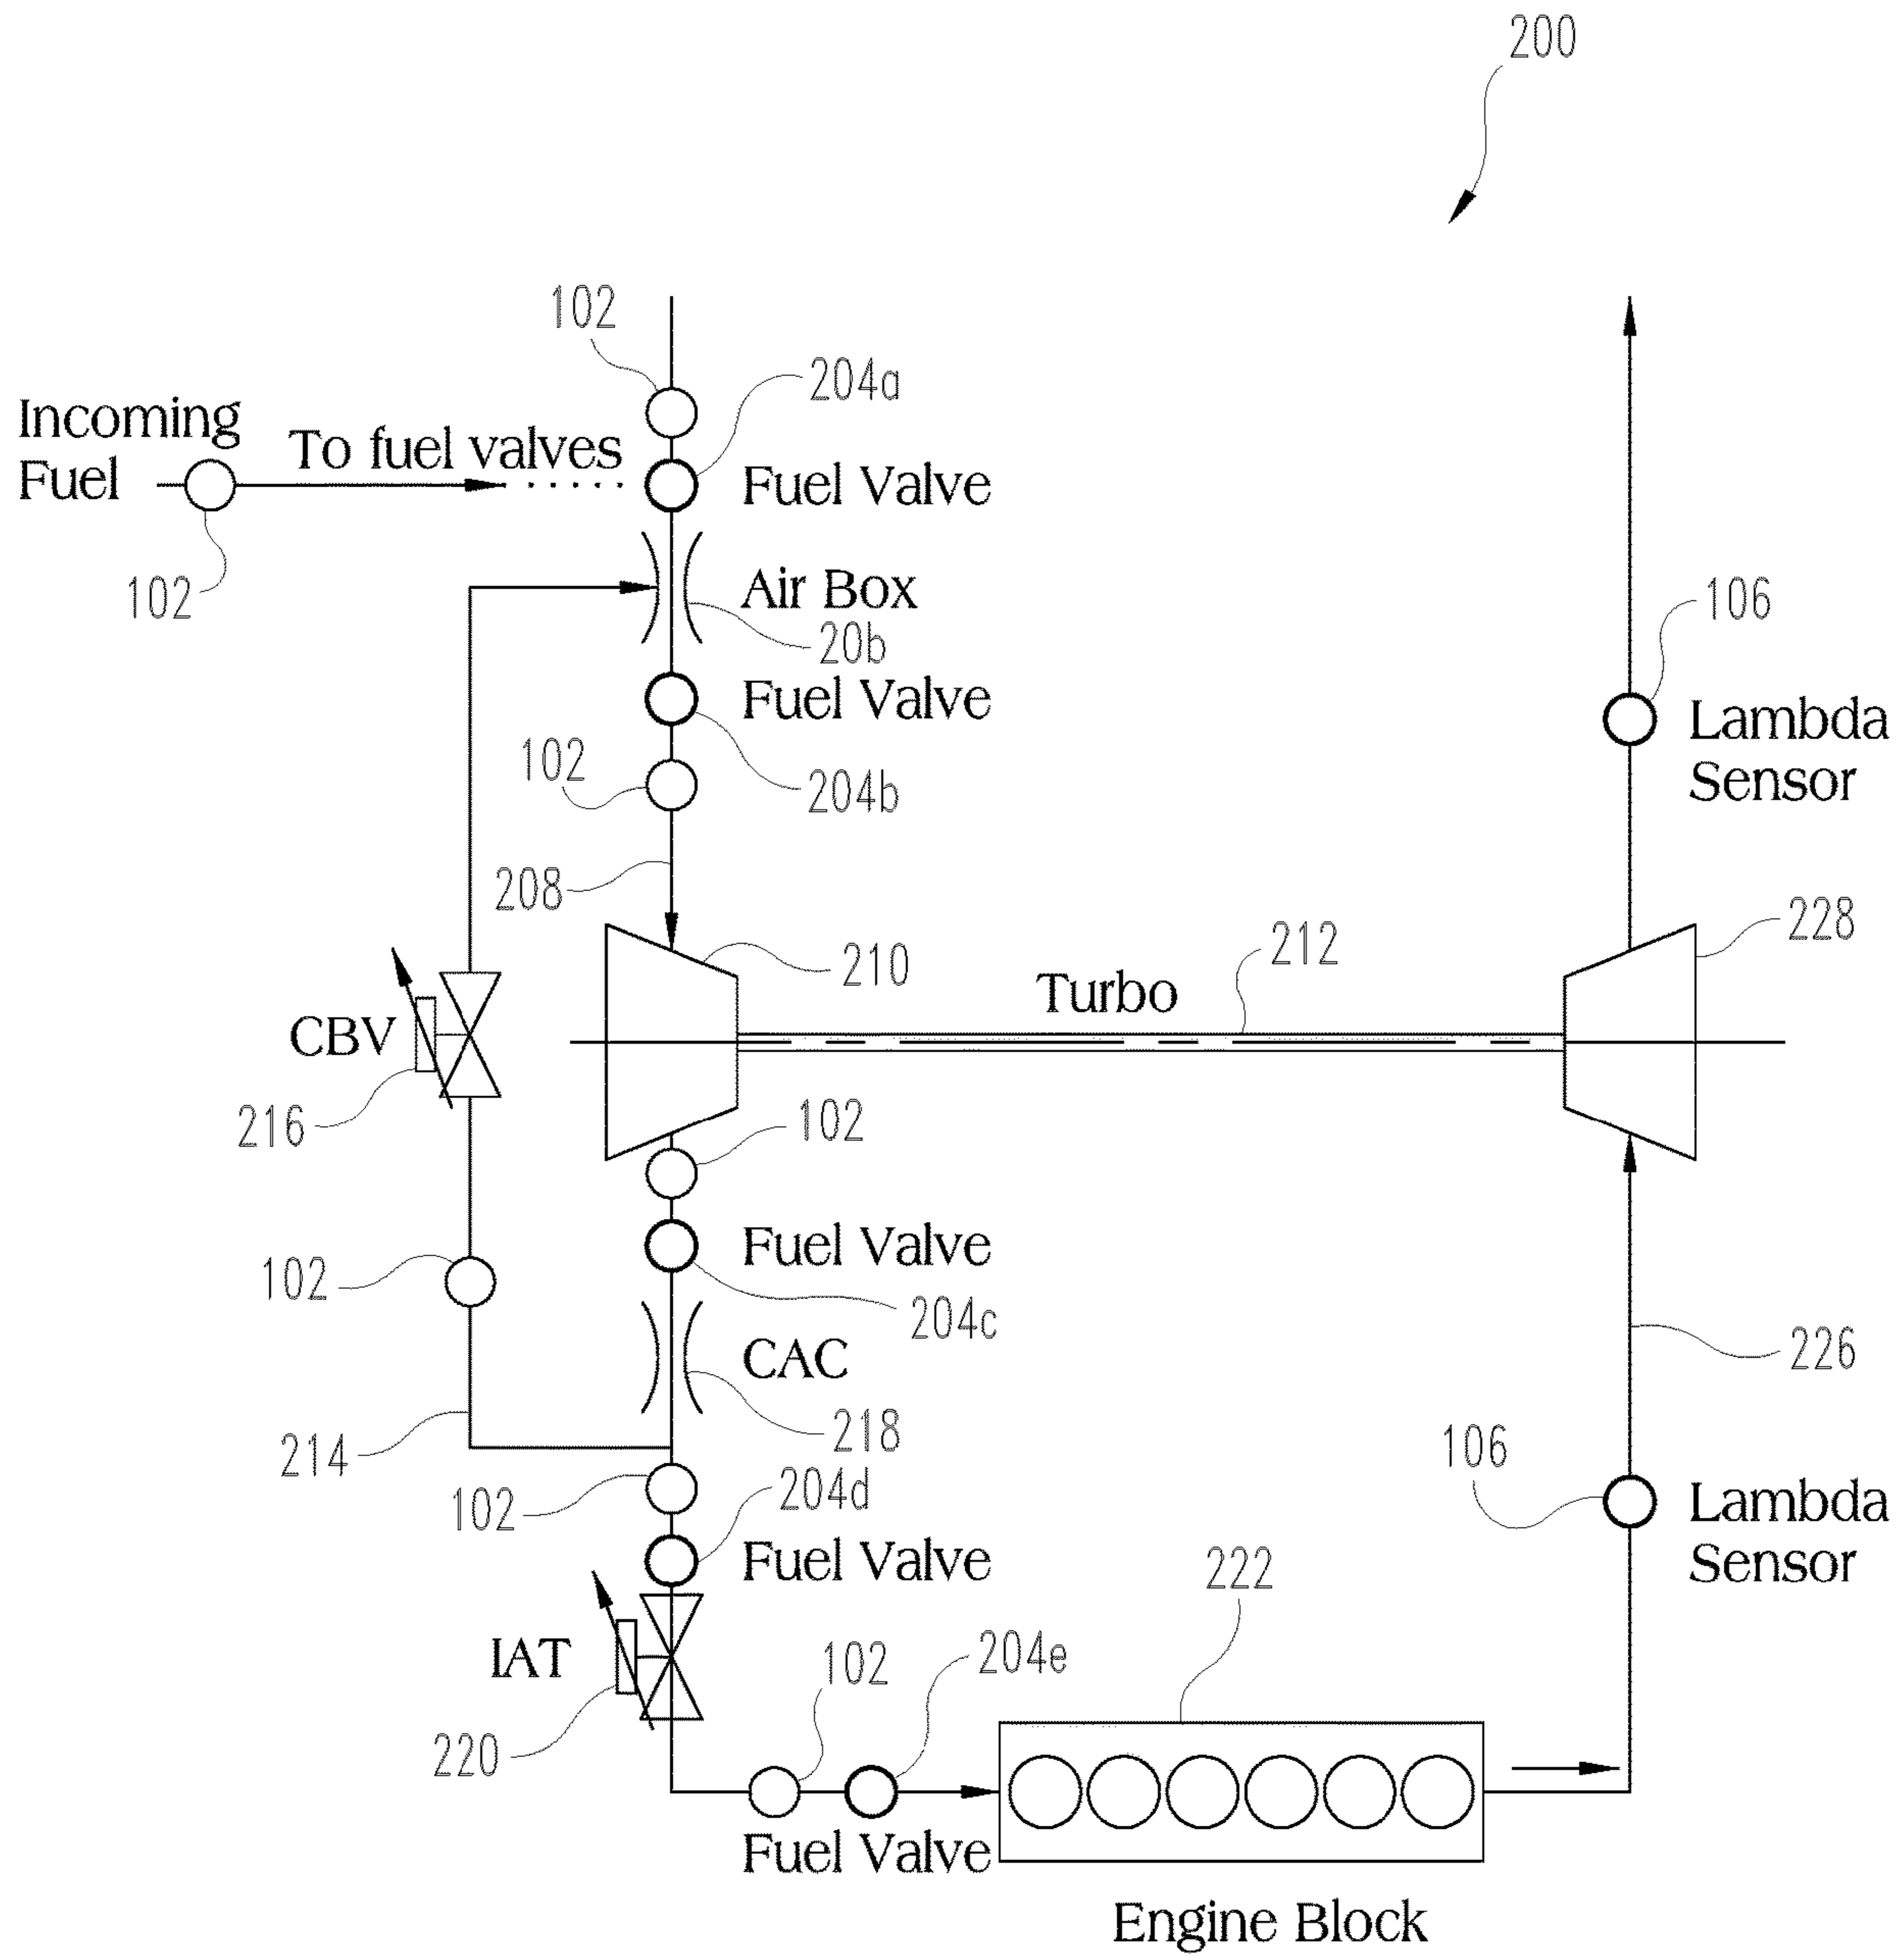 200
102
204a
Incoming
Fuel
To fuel valves
Fuel Valve
102
Air Box
20b
106
Fuel Valve
Lambda
Sensor
102
204b
208
228
210
Turbo
212
CBV
216
102
Fuel Valve
102
204c
CAC
226
218
214
106
204d
102
Lambda
Sensor
Fuel Valve
222
IAT
102
204e
220
Fuel Valve
Engine Block